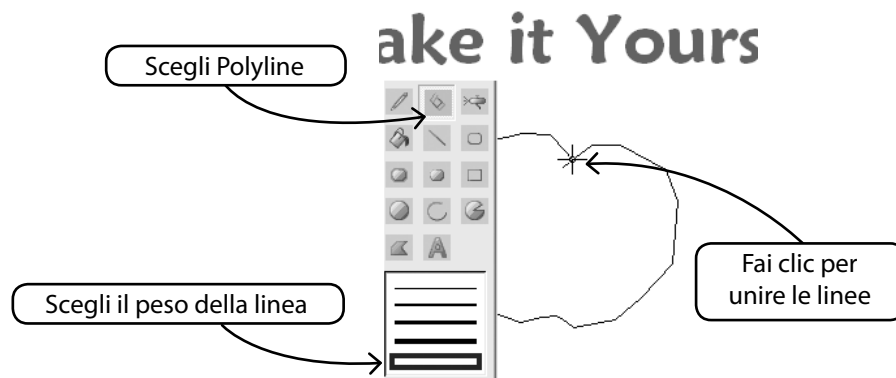 ake it Yours
Scegli Polyline
Fai clic per
unire le linee
Scegli il peso della linea